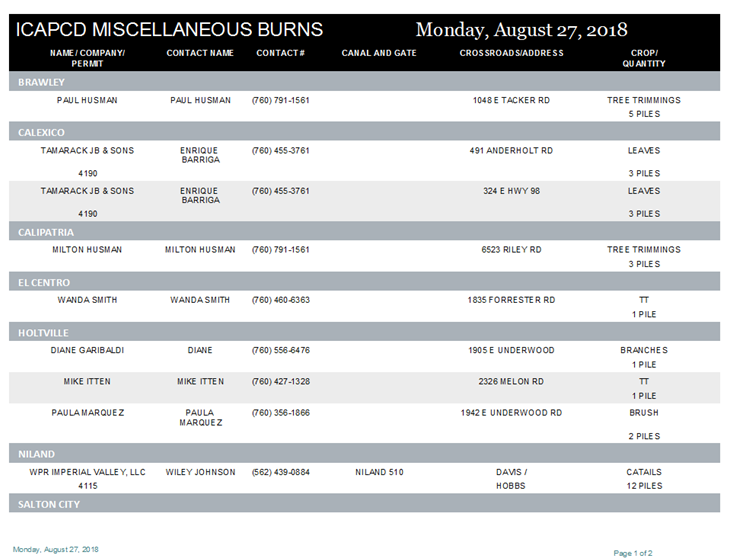 ICAPCD MISCELLANEOUS BURNS Monday, August 27, 2018
NAME / COMPANY/ CONTACT NAME CONTACT # CANAL AND GATE CROSSROADS/ADDRESS CROP/
PERMIT QUANTITY
BRAWLEY
PAUL HUSMAN PAUL HUSMAN (760) 791-1561 1048 E TACKER RD TREE TRIMMINGS
5 PILES
CALEXICO
TAMARACK JB & SONS ENRIQUE (760) 455-3761 491 ANDERHOLT RD LEAVES
BARRIGA
4190 3 PILES
TAMARACK JB & SONS ENRIQUE (760) 455-3761 324 E HWY 98 LEAVES
BARRIGA
4190 3 PILES
CALIPATRIA
MILTON HUSMAN MILTON HUSMAN (760) 791-1561 6523 RILEY RD TREE TRIMMINGS
3 PILES
EL CENTRO
WANDA SMITH WANDA SMITH (760) 460-6363 1835 FORRESTER RD TT
1 PILE
HOLTVILLE
DIANE GARIBALDI DIANE (760) 556-6476 1905 E UNDERWOOD BRANCHES
1 PILE
MIKE ITTEN MIKE ITTEN (760) 427-1328 2326 MELON RD TT
1 PILE
PAULA MARQUEZ PAULA (760) 356-1866 1942 E UNDERWOOD RD BRUSH
MARQUEZ
2 PILES
NILAND
WPR IMPERIAL VALLEY, LLC WILEY JOHNSON (562) 439-0884 NILAND 510 DAVIS / CATAILS
4115 HOBBS 12 PILES
SALTON CITY
Monday, August 27, 2018 Page 1 of 2